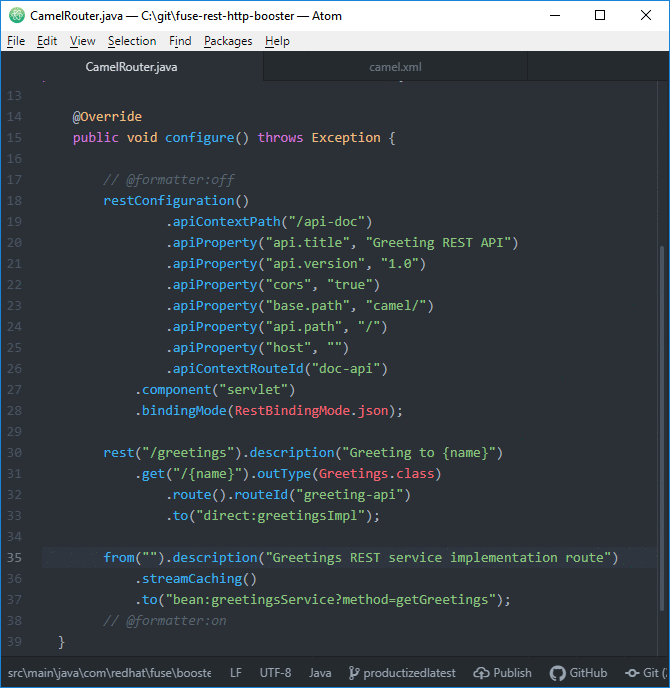 CamelRouter.java — C:\git\fuse-rest-http-booster — Atom
File Edit View Selection Find Packages Help
CamelRouter.java camel.xml
13
14 @Override
15 public void configure() throws Exception {
16
17 // @formatter:off
18 restConfiguration()
19 .apiContextPath("/api-doc")
20 .apiProperty("api.title", "Greeting REST API")
21 .apiProperty("api.version", "1.0")
22 .apiProperty("cors", "true")
23 .apiProperty("base.path", "camel/")
24 .apiProperty("api.path", "/")
25 .apiProperty("host", "")
26 .apiContextRouteId("doc-api")
27 .component("servlet")
28 .bindingMode(RestBindingMode.json);
29
30 rest("/greetings").description("Greeting to {name}")
31 .get("/{name}").outType(Greetings.class)
32 .route().routeId("greeting-api")
33 .to("direct:greetingsImpl");
34
35 from("").description("Greetings REST service implementation route")
36 .streamCaching()
37 .to("bean:greetingsService?method=getGreetings");
38 // @formatter:on
39 }
src\main\java\com\redhat\fuse\booste LF UTF-8 Java productizedlatest Publish GitHub Git (